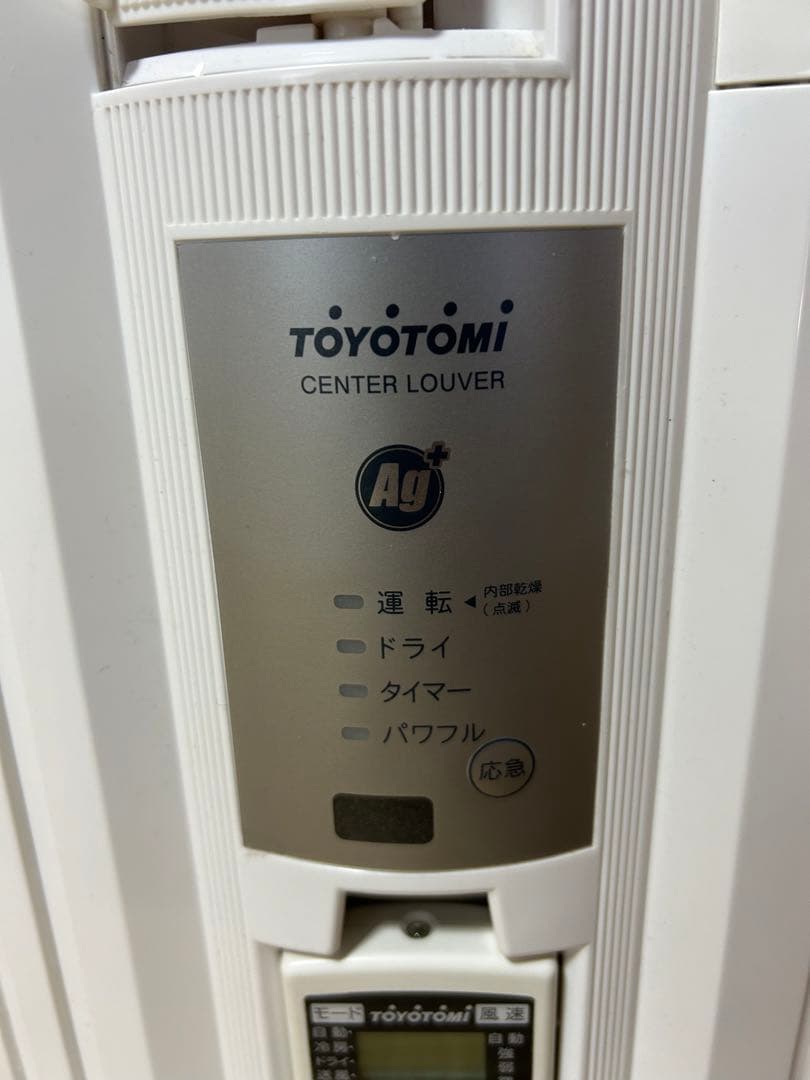 TOYOTOMI
CENTER LOUVER
Ag+
運転 ◀ 内部乾燥
(点滅)
ドライ
タイマー
パワフル
応急
モード TOYOTOMI 風速
自動 自動
冷房 強
ドライ 弱
送風